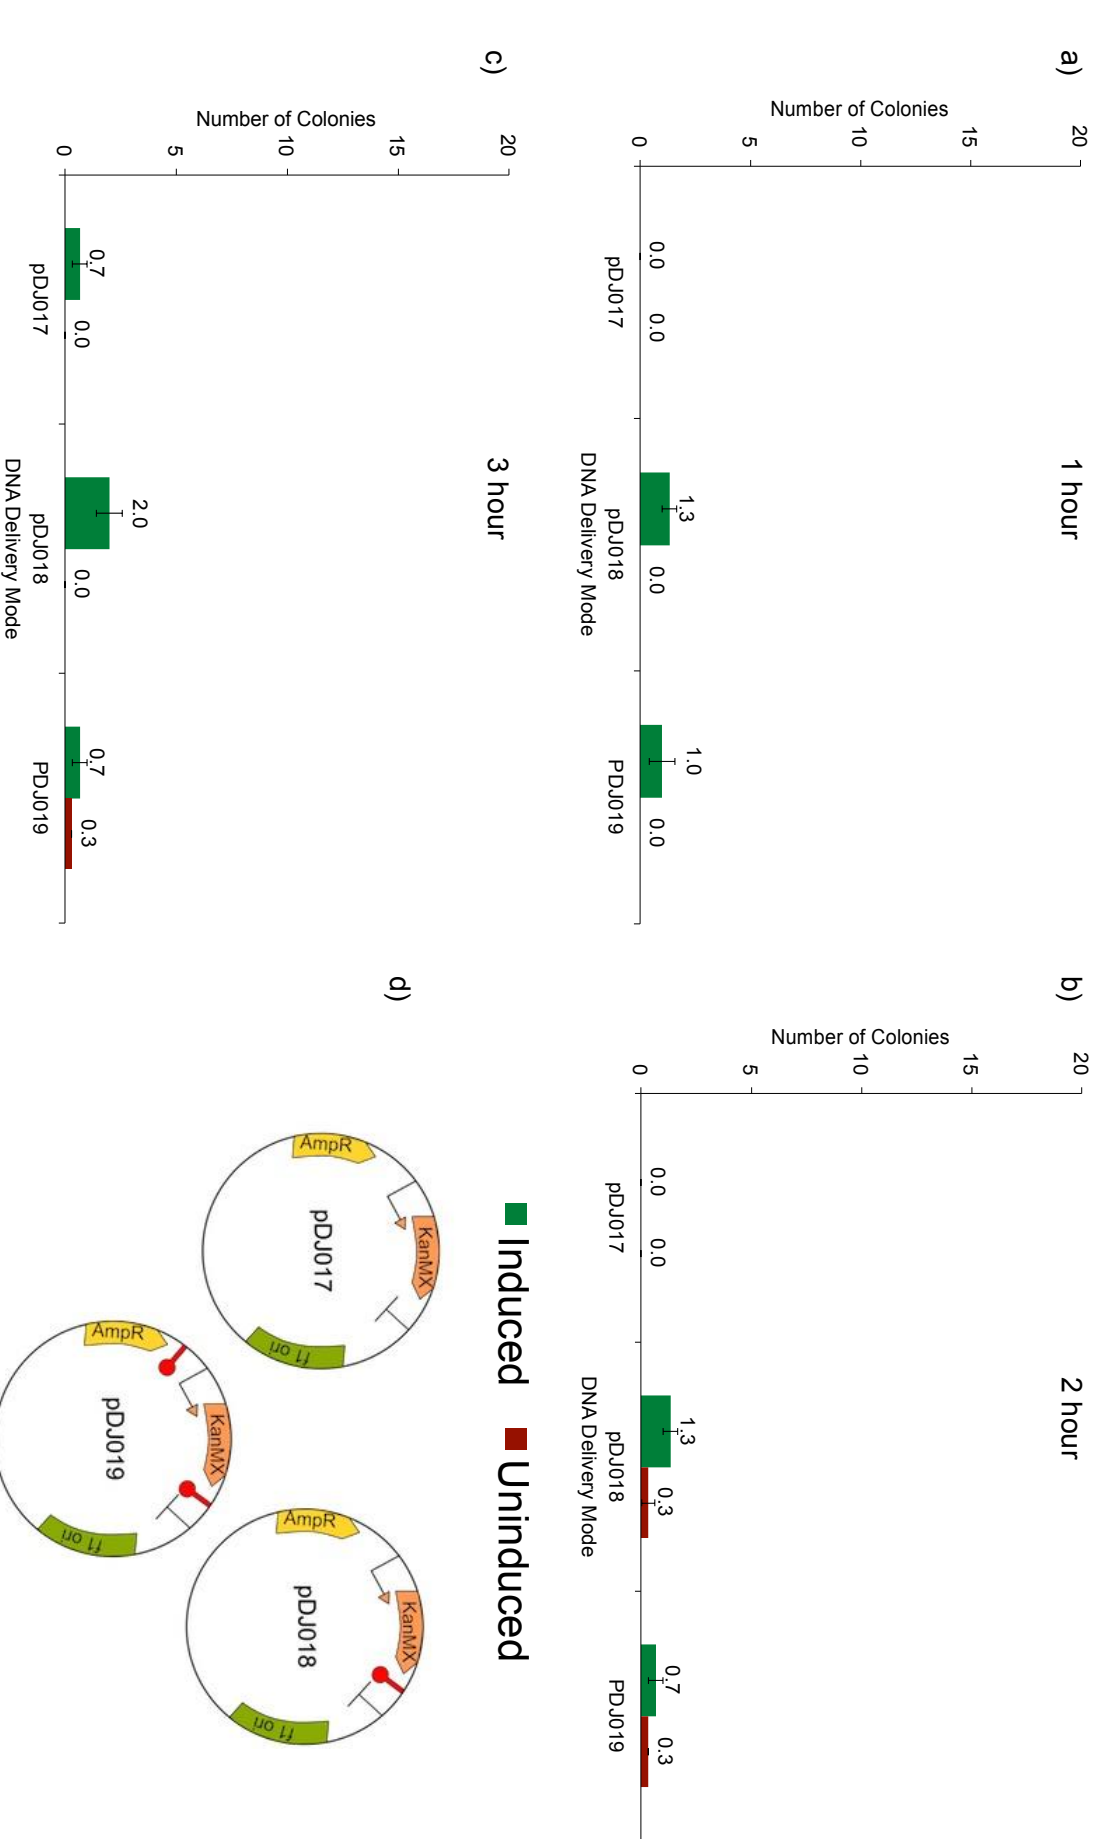 a)
1 hour
Number of Colonies
20
15
10
5
0
0.0 0.0 1.3 0.0 1.0 0.0
pDJ017 pDJ018 PDJ019
DNA Delivery Mode
b)
2 hour
Number of Colonies
20
15
10
5
0
0.0 0.0 1.3 0.3 0.7 0.3
pDJ017 pDJ018 PDJ019
DNA Delivery Mode
c)
3 hour
Number of Colonies
20
15
10
5
0
0.7 0.0 2.0 0.0 0.7 0.3
pDJ017 pDJ018 PDJ019
DNA Delivery Mode
Induced Uninduced
d)
KanMX
AmpR
pDJ017
f1 ori
KanMX
AmpR
pDJ018
f1 ori
KanMX
AmpR
pDJ019
f1 ori